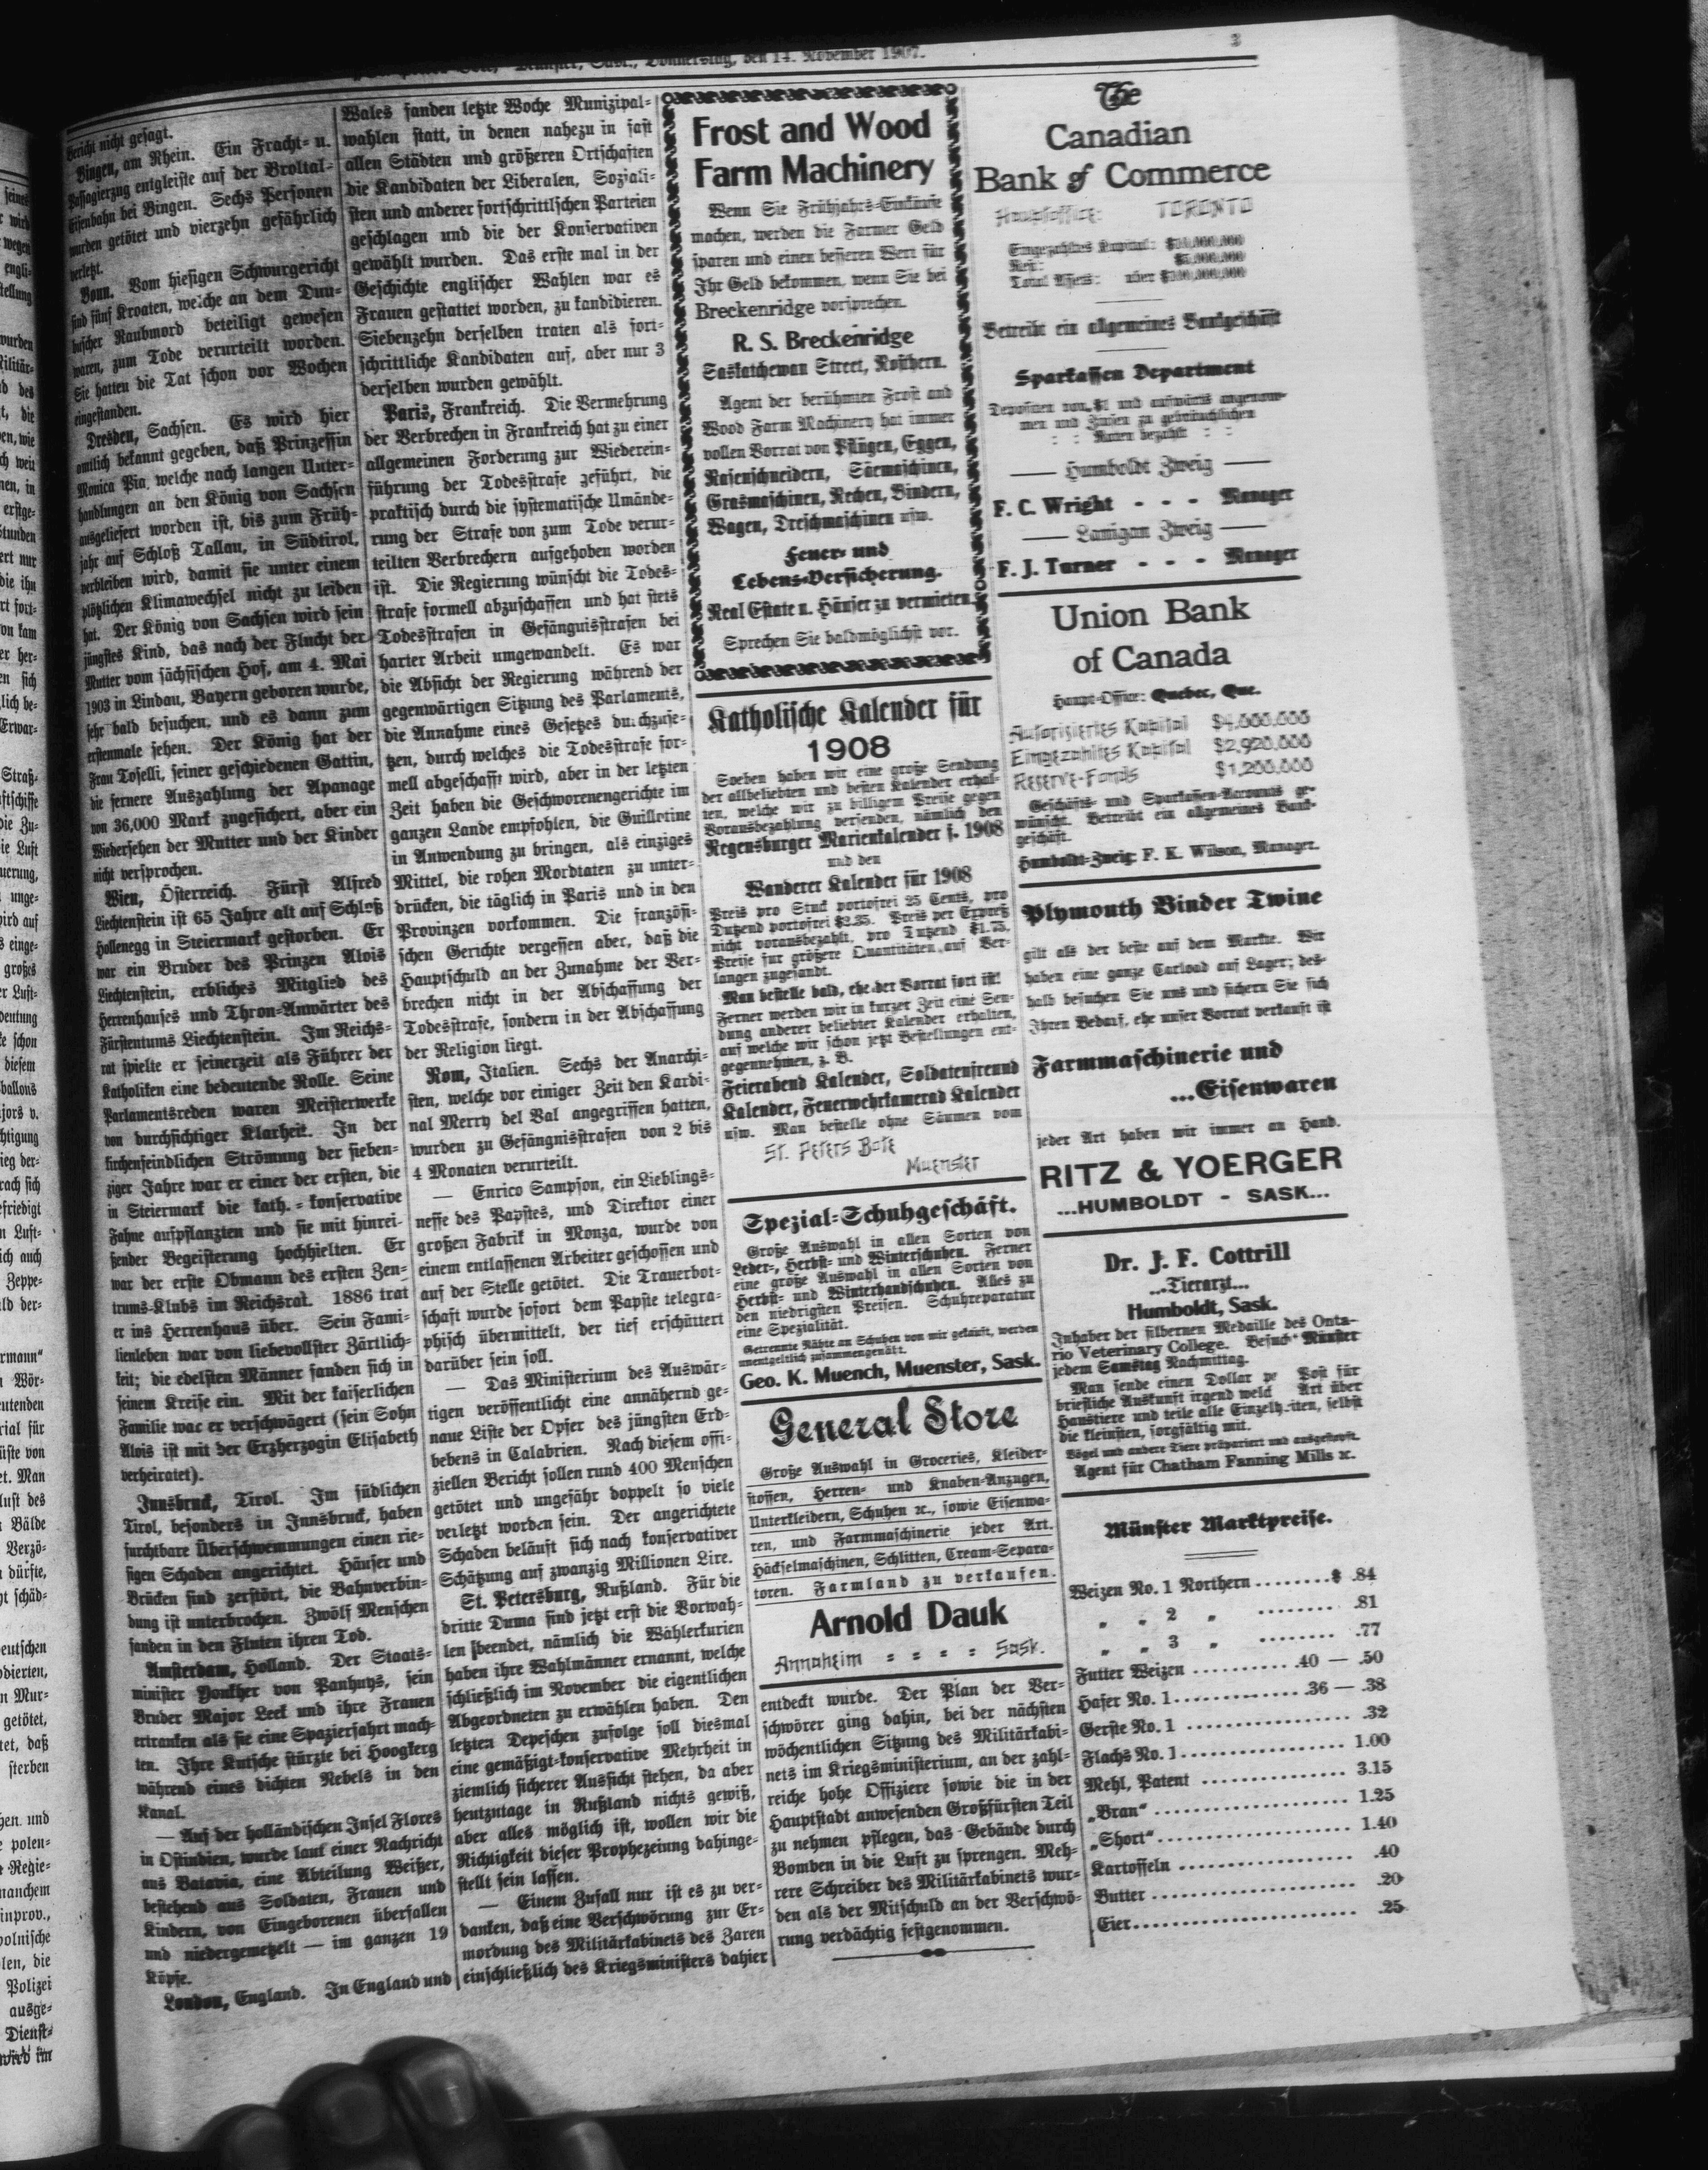 Münster, Sask., Donnerstag, den 14. November 1907.
3
Bericht nicht gesagt.
Bingen, am Rhein. Ein Fracht= u.
Passagierzug entgleiste auf der Broltal=
Eisenbahn bei Bingen. Sechs Personen
wurden getötet und vierzehn gefährlich
verletzt.
Bonn. Vom hiesigen Schwurgericht
sind fünf Kroaten, welche an dem Dun=
buscher Raubmord beteiligt gewesen
waren, zum Tode verurteilt worden.
Sie hatten die Tat schon vor Wochen
eingestanden.
Dresden, Sachsen. Es wird hier
amtlich bekannt gegeben, daß Prinzessin
Monica Pia, welche nach langen Unter=
handlungen an den König von Sachsen
ausgeliefert worden ist, bis zum Früh=
jahr auf Schloß Tallan, in Südtirol,
verbleiben wird, damit sie unter einem
plötzlichen Klimawechsel nicht zu leiden
hat. Der König von Sachsen wird sein
jüngstes Kind, das nach der Flucht der
Mutter vom sächsischen Hof, am 4. Mai
1903 in Lindau, Bayern geboren wurde,
sehr bald besuchen, und es dann zum
erstenmale sehen. Der König hat der
Frau Toselli, seiner geschiedenen Gattin,
die fernere Auszahlung der Apanage
von 36,000 Mark zugesichert, aber ein
Wiedersehen der Mutter und der Kinder
nicht versprochen.
Wien, Österreich. Fürst Alfred
Liechtenstein ist 65 Jahre alt auf Schloß
Hollenegg in Steiermark gestorben. Er
war ein Bruder des Prinzen Alois
Liechtenstein, erbliches Mitglied des
Herrenhauses und Thron=Anwärter des
Fürstentums Liechtenstein. Im Reichs=
rat spielte er seinerzeit als Führer der
Katholiken eine bedeutende Rolle. Seine
Parlamentsreden waren Meisterwerke
von durchsichtiger Klarheit. In der
kirchenfeindlichen Strömung der sieben=
ziger Jahre war er einer der ersten, die
in Steiermark die kath. = konservative
Fahne aufpflanzten und sie mit hinrei=
ßender Begeisterung hochhielten. Er
war der erste Obmann des ersten Zen=
trums=Klubs im Reichsrat. 1886 trat
er ins Herrenhaus über. Sein Fami=
lienleben war von liebevollster Zärtlich=
keit; die edelsten Männer fanden sich in
seinem Kreise ein. Mit der kaiserlichen
Familie war er verschwägert (sein Sohn
Alois ist mit der Erzherzogin Elisabeth
verheiratet).
Innsbruck, Tirol. Im südlichen
Tirol, besonders in Innsbruck, haben
furchtbare Überschwemmungen einen rie=
sigen Schaden angerichtet. Häuser und
Brücken sind zerstört, die Bahnverbin=
dung ist unterbrochen. Zwölf Menschen
fanden in den Fluten ihren Tod.
Amsterdam, Holland. Der Staats=
minister Yonkher von Panhuys, sein
Bruder Major Leek und ihre Frauen
ertranken als sie eine Spazierfahrt mach=
ten. Ihre Kutsche stürzte bei Hoogkerg
während eines dichten Nebels in den
Kanal.
— Auf der holländischen Insel Flores
in Ostindien, wurde laut einer Nachricht
aus Batavia, eine Abteilung Weißer,
bestehend aus Soldaten, Frauen und
Kindern, von Eingeborenen überfallen
und niedergemetzelt — im ganzen 19
Köpfe.
London, England. In England und
Wales fanden letzte Woche Munizipal=
wahlen statt, in denen nahezu in fast
allen Städten und größeren Ortschaften
die Kandidaten der Liberalen, Soziali=
sten und anderer fortschrittlschen Parteien
geschlagen und die der Konservativen
gewählt wurden. Das erste mal in der
Geschichte englischer Wahlen war es
Frauen gestattet worden, zu kandidieren.
Siebenzehn derselben traten als fort=
schrittliche Kandidaten auf, aber nur 3
derselben wurden gewählt.
Paris, Frankreich. Die Vermehrung
der Verbrechen in Frankreich hat zu einer
allgemeinen Forderung zur Wiederein=
führung der Todesstrafe geführt, die
praktisch durch die systematische Umände=
rung der Strafe von zum Tode verur=
teilten Verbrechern aufgehoben worden
ist. Die Regierung wünscht die Todes=
strafe formell abzuschaffen und hat stets
Todesstrafen in Gefängnisstrafen bei
harter Arbeit umgewandelt. Es war
die Absicht der Regierung während der
gegenwärtigen Sitzung des Parlaments,
die Annahme eines Gesetzes durchzuse=
tzen, durch welches die Todesstrafe for=
mell abgeschafft wird, aber in der letzten
Zeit haben die Geschworenengerichte im
ganzen Lande empfohlen, die Guillotine
in Anwendung zu bringen, als einziges
Mittel, die rohen Mordtaten zu unter=
drücken, die täglich in Paris und in den
Provinzen vorkommen. Die französi=
schen Gerichte vergessen aber, daß die
Hauptschuld an der Zunahme der Ver=
brechen nicht in der Abschaffung der
Todesstrafe, sondern in der Abschaffung
der Religion liegt.
Rom, Italien. Sechs der Anarchi=
sten, welche vor einiger Zeit den Kardi=
nal Merry del Val angegriffen hatten,
wurden zu Gefängnisstrafen von 2 bis
4 Monaten verurteilt.
— Enrico Sampson, ein Lieblings=
neffe des Papstes, und Direktor einer
großen Fabrik in Monza, wurde von
einem entlassenen Arbeiter geschossen und
auf der Stelle getötet. Die Trauerbot=
schaft wurde sofort dem Papste telegra=
phisch übermittelt, der tief erschüttert
darüber sein soll.
— Das Ministerium des Auswär=
tigen veröffentlicht eine annähernd ge=
naue Liste der Opfer des jüngsten Erd=
bebens in Calabrien. Nach diesem offi=
ziellen Bericht sollen rund 400 Menschen
getötet und ungefähr doppelt so viele
verletzt worden sein. Der angerichtete
Schaden beläuft sich nach konservativer
Schätzung auf zwanzig Millionen Lire.
St. Petersburg, Rußland. Für die
dritte Duma sind jetzt erst die Vorwah=
len beendet, nämlich die Wählerkurien
haben ihre Wahlmänner ernannt, welche
schließlich im November die eigentlichen
Abgeordneten zu erwählen haben. Den
letzten Depeschen zufolge soll diesmal
eine gemäßigt=konservative Mehrheit in
ziemlich sicherer Aussicht stehen, da aber
heutzutage in Rußland nichts gewiß,
aber alles möglich ist, wollen wir die
Richtigkeit dieser Prophezeiung dahinge=
stellt sein lassen.
— Einem Zufall nur ist es zu ver=
danken, daß eine Verschwörung zur Er=
mordung des Militärkabinets des Zaren
einschließlich des Kriegsministers dahier
Frost and Wood
Farm Machinery
Wenn Sie Frühjahrs=Einkäufe
machen, werden die Farmer Geld
sparen und einen besseren Wert für
Ihr Geld bekommen, wenn Sie bei
Breckenridge vorsprechen.
R. S. Breckenridge
Saskatchewan Street, Rosthern.
Agent der berühmten Frost and
Wood Farm Machinery hat immer
vollen Vorrat von Pflügen, Eggen,
Rasenschneidern, Säemaschinen,
Grasmaschinen, Rechen, Bindern,
Wagen, Dreschmaschinen usw.
Feuer= und
Lebens=Versicherung.
Real Estate u. Häuser zu vermieten
Sprechen Sie baldmöglichst vor.
Katholische Kalender für
1908
Soeben haben wir eine große Sendung
der allbeliebten und besten Kalender erhal=
ten, welche wir zu billigem Preise gegen
Vorausbezahlung versenden, nämlich den
Regensburger Marienkalender f. 1908
und den
Wanderer Kalender für 1908
Preis pro Stück portofrei 25 Cents, pro
Dutzend portofrei $2.35. Preis per Expreß
nicht vorausbezahlt, pro Dutzend $1.75.
Preise für größere Quantitäten auf Ver=
langen zugesandt.
Man bestelle bald, ehe der Vorrat fort ist!
Ferner werden wir in kurzer Zeit eine Sen=
dung anderer beliebter Kalender erhalten,
auf welche wir schon jetzt Bestellungen ent=
gegennehmen, z. B.
Feierabend Kalender, Soldatenfreund
Kalender, Feuerwehrkamerad Kalender
usw. Man bestelle ohne Säumen vom
St. Peters Bote
Muenster
Spezial=Schuhgeschäft.
Große Auswahl in allen Sorten von
Leder=, Herbst= und Winterschuhen. Ferner
eine große Auswahl in allen Sorten von
Herbst= und Winterhandschuhen. Alles zu
den niedrigsten Preisen. Schuhreparatur
eine Spezialität.
Getrennte Nähte an Schuhen von mir gekauft, werden
unentgeltlich zusammengenäht.
Geo. K. Muench, Muenster, Sask.
General Store
Große Auswahl in Groceries, Kleider=
stoffen, Herren= und Knaben=Anzugen,
Unterkleidern, Schuhen ꝛc., sowie Eisenwa=
ren, und Farmmaschinerie jeder Art.
Häckselmaschinen, Schlitten, Cream=Separa=
toren. Farmland zu verkaufen.
Arnold Dauk
Annaheim = = = = Sask.
entdeckt wurde. Der Plan der Ver=
schwörer ging dahin, bei der nächsten
wöchentlichen Sitzung des Militärkabi=
nets im Kriegsministerium, an der zahl=
reiche hohe Offiziere sowie die in der
Hauptstadt anwesenden Großfürsten Teil
zu nehmen pflegen, das Gebäude durch
Bomben in die Luft zu sprengen. Meh=
rere Schreiber des Militärkabinets wur=
den als der Mitschuld an der Verschwö=
rung verdächtig festgenommen.
The
Canadian
Bank of Commerce
Hauptoffice: TORONTO
Eingezahltes Kapital:
Rest:
Total Assets: über
Betreibt ein allgemeines Bankgeschäft
Sparkassen Department
Depositen von $1 und aufwärts angenom=
men und Zinsen zu gebräuchlichen
: : Raten bezahlt : :
Humboldt Zweig
F. C. Wright - - - Manager
Lanigan Zweig
F. J. Turner - - - Manager
Union Bank
of Canada
Haupt=Office: Quebec, Que.
Autorisiertes Kapital $4,000,000
Eingezahltes Kapital $2,920,000
Reserve-Fonds $1,200,000
Geschäfts= und Sparkassen=Accounts ge=
wünscht. Betreibt ein allgemeines Bank=
geschäft.
Humboldt=Zweig: F. K. Wilson, Manager.
Plymouth Binder Twine
gilt als der beste auf dem Markte. Wir
haben eine ganze Carload auf Lager; des=
halb besuchen Sie uns und sichern Sie sich
Ihren Bedarf, ehe unser Vorrat verkauft ist
Farmmaschinerie und
...Eisenwaren
jeder Art haben wir immer an Hand.
RITZ & YOERGER
...HUMBOLDT - SASK...
Dr. J. F. Cottrill
...Tierarzt...
Humboldt, Sask.
Inhaber der silbernen Medaille des Onta=
rio Veterinary College. Besucht Münster
jedem Samstag Nachmittag.
Man sende einen Dollar per Post für
briefliche Auskunft irgend welcher Art über
Haustiere und teile alle Einzelheiten, selbst
die kleinsten, sorgfältig mit.
Vögel und andere Tiere präpariert und ausgestopft.
Agent für Chatham Fanning Mills ꝛc.
Münster Marktpreise.
Weizen No. 1 Northern........$ .84
„ „ 2 „ ........ .81
„ „ 3 „ ........ .77
Futter Weizen ..........40 — .50
Hafer No. 1.............36 — .38
Gerste No. 1 ................ .32
Flachs No. 1................ 1.00
Mehl, Patent .............. 3.15
„Bran“ .................. 1.25
„Short“.................. 1.40
Kartoffeln ................ .40
Butter .................... .20
Eier...................... .25